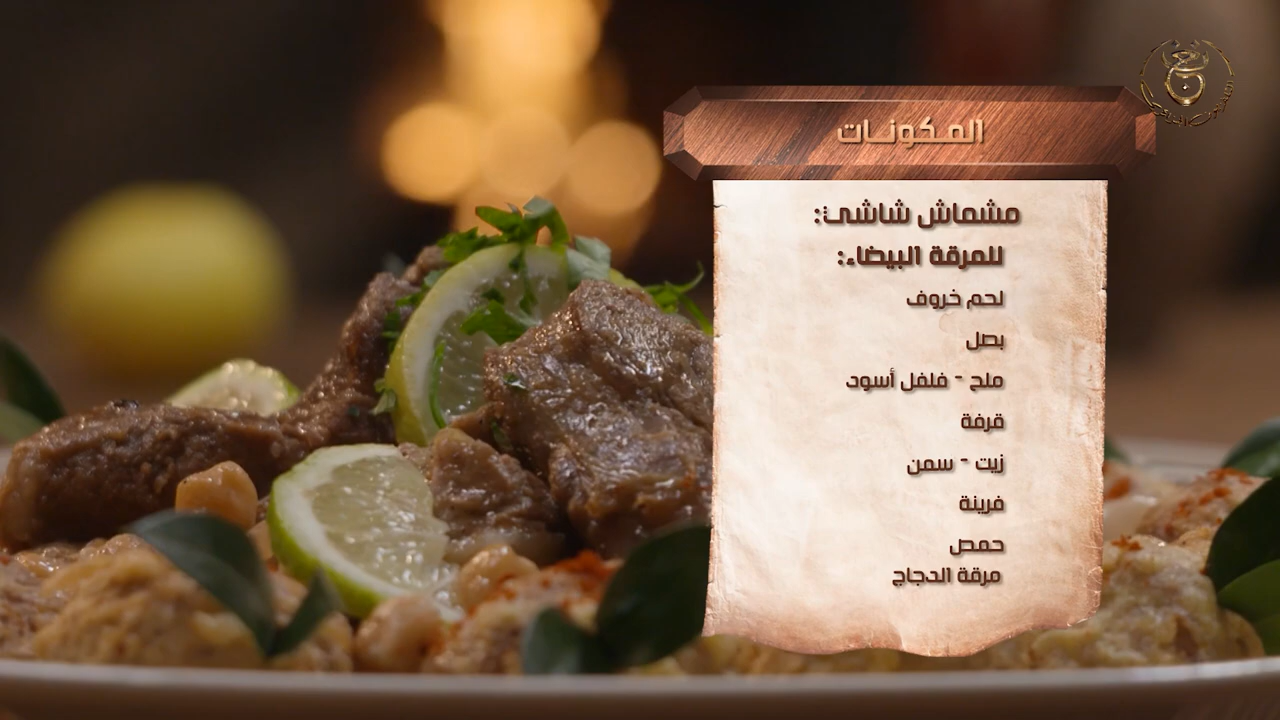 المكونات
مشماش شاشي:
للمرقة البيضاء:
لحم خروف
بصل
ملح - فلفل أسود
قرفة
زيت - سمن
فرينة
حمص
مرقة الدجاج